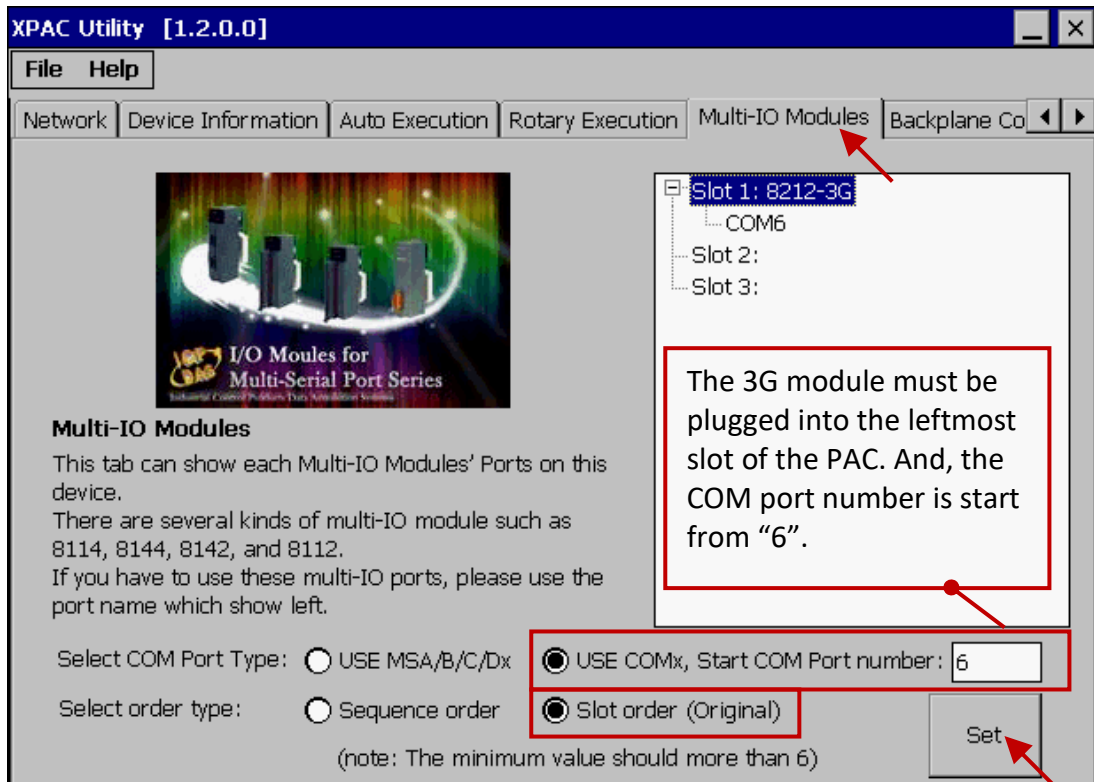 XPAC Utility [1.2.0.0]
File Help
Network Device Information Auto Execution Rotary Execution Multi-IO Modules Backplane Co
I/O Moules for
Multi-Serial Port Series
Multi-IO Modules
This tab can show each Multi-IO Modules' Ports on this
device.
There are several kinds of multi-IO module such as
8114, 8144, 8142, and 8112.
If you have to use these multi-IO ports, please use the
port name which show left.
Slot 1: 8212-3G
COM6
Slot 2:
Slot 3:
The 3G module must be
plugged into the leftmost
slot of the PAC. And, the
COM port number is start
from “6”.
Select COM Port Type: USE MSA/B/C/Dx USE COMx, Start COM Port number: 6
Select order type: Sequence order Slot order (Original)
Set
(note: The minimum value should more than 6)